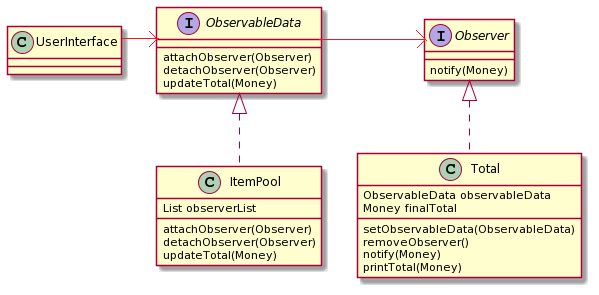 C UserInterface
I ObservableData
attachObserver(Observer)
detachObserver(Observer)
updateTotal(Money)
I Observer
notify(Money)
C ItemPool
List observerList
attachObserver(Observer)
detachObserver(Observer)
updateTotal(Money)
C Total
ObservableData observableData
Money finalTotal
setObservableData(ObservableData)
removeObserver()
notify(Money)
printTotal(Money)